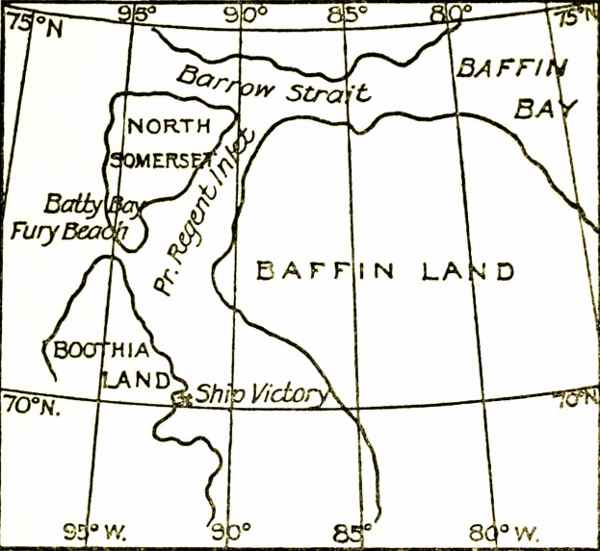 75°N 95° 90° 85° 80° 75°N
Barrow Strait
BAFFIN
BAY
NORTH
SOMERSET
Batty Bay
Fury Beach
Pr. Regent Inlet
BAFFIN LAND
BOOTHIA
LAND
Ship Victory
70°N. 70°N
95° W. 90° 85° 80° W.